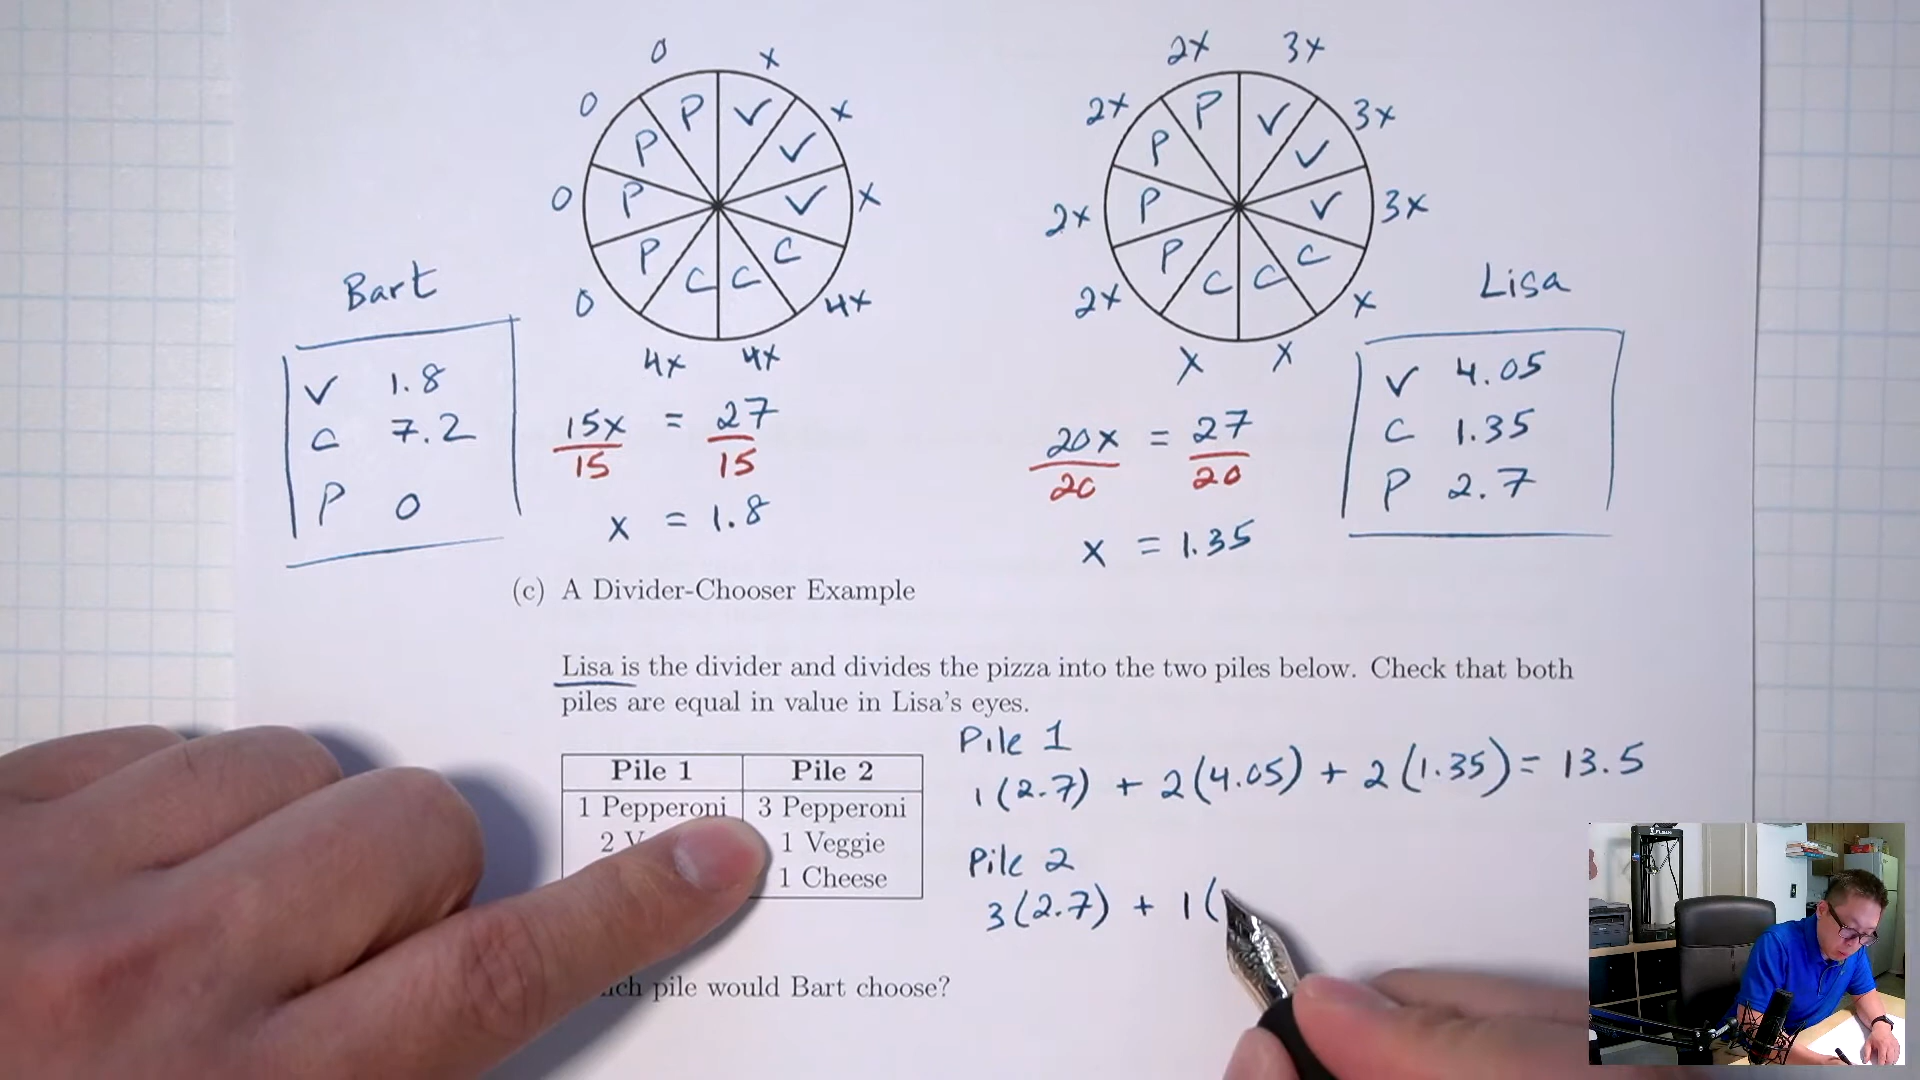 0 x
0 P V x
P V
0 P V x
P C
0 C C 4x
4x 4x
2x 3x
2x P V 3x
P V
2x P V 3x
P C
2x C C x
x x
Bart
V 1.8
C 7.2
P 0
15x = 27
15 15
x = 1.8
20x = 27
20 20
x = 1.35
Lisa
V 4.05
C 1.35
P 2.7
(c) A Divider-Chooser Example
Lisa is the divider and divides the pizza into the two piles below. Check that both
piles are equal in value in Lisa's eyes.
Pile 1 Pile 2
1 Pepperoni 3 Pepperoni
2 V 1 Veggie
1 Cheese
Pile 1
1(2.7) + 2(4.05) + 2(1.35) = 13.5
Pile 2
3(2.7) + 1(
pile would Bart choose?